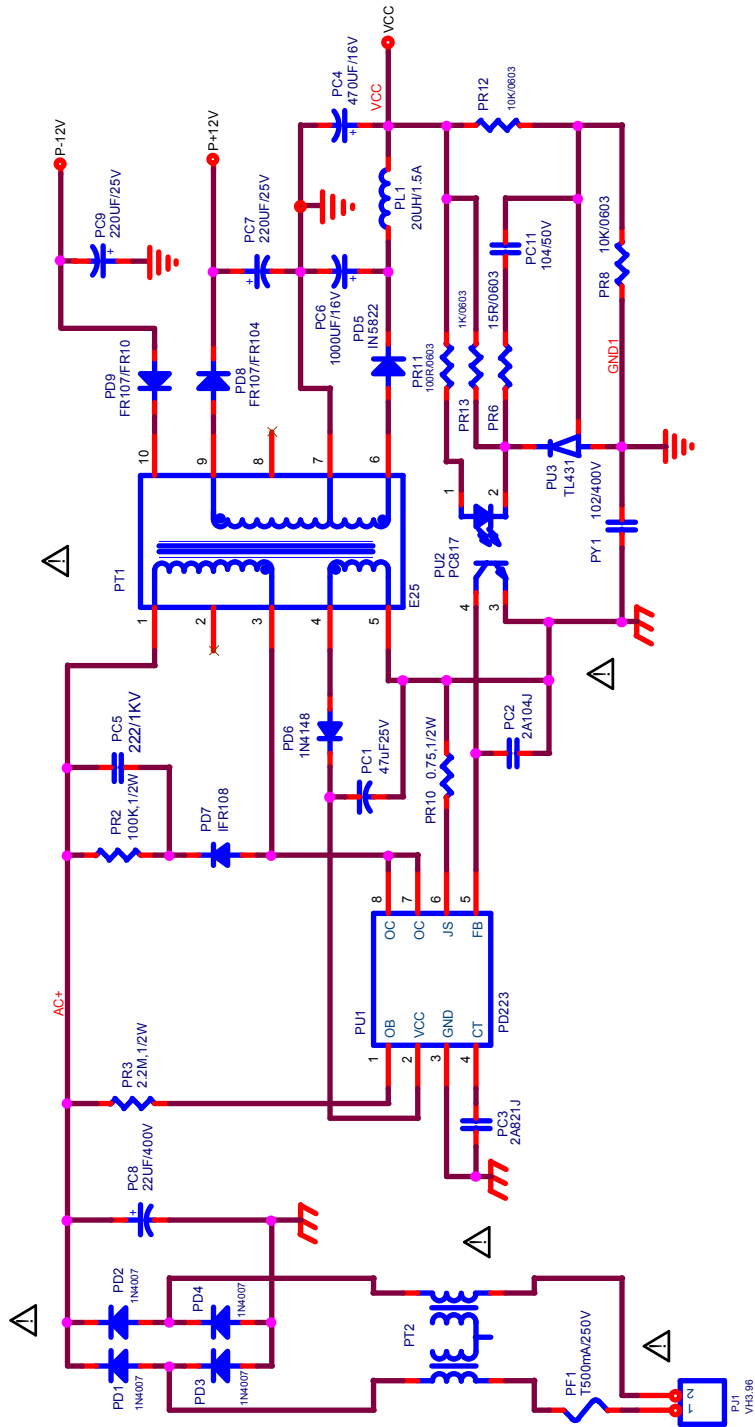 P-12V
PC9
220UF/25V
+
P+12V
PC7
220UF/25V
+
PC4
470UF/16V
+
VCC
VCC
PL1
20UH/1.5A
PC6
1000UF/16V
+
PD5
IN5822
PD9
FR107/FR10
PD8
FR107/FR104
PR12
10K/0603
PR11
100R/0603
1K/0603
PR13
15R/0603
PR6
PC11
104/50V
10K/0603
PR8
GND1
PU3
TL431
102/400V
PY1
PU2
PC817
1
2
4
3
PT1
E25
10
9
8
7
6
1
2
3
4
5
PC5
222/1KV
PR2
100K,1/2W
PD7
IFR108
PD6
1N4148
PC1
47uF25V
PR10
0.75,1/2W
PC2
2A104J
AC+
PU1
PD223
8
7
6
5
OC
OC
JS
FB
OB
VCC
GND
CT
1
2
3
4
PR3
2.2M,1/2W
PC3
2A821J
PC8
22UF/400V
+
PD2
1N4007
PD4
1N4007
PD1
1N4007
PD3
1N4007
PT2
PF1
T500mA/250V
2
1
PJ1
VH3.96
!
!
!
!
!